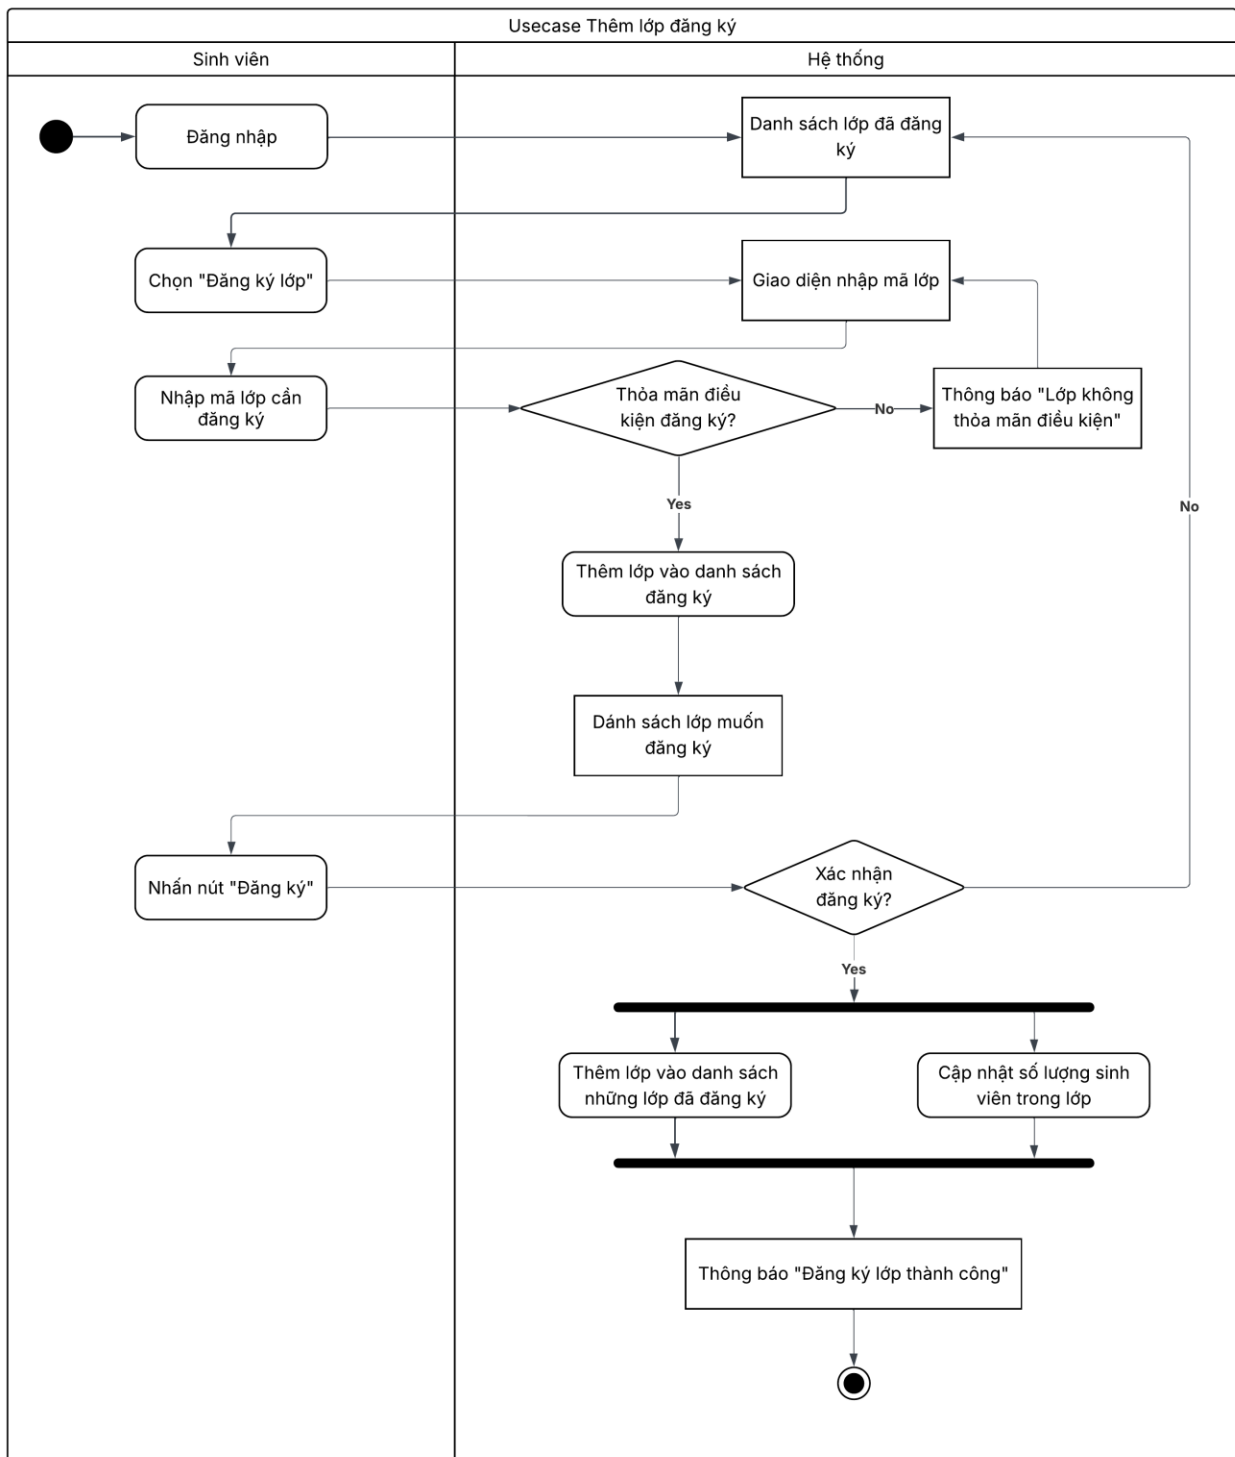 Usecase Thêm lớp đăng ký
Sinh viên
Hệ thống
Đăng nhập
Danh sách lớp đã đăng
ký
Chọn "Đăng ký lớp"
Giao diện nhập mã lớp
Nhập mã lớp cần
đăng ký
Thỏa mãn điều
kiện đăng ký?
No
Thông báo "Lớp không
thỏa mãn điều kiện"
Yes
No
Thêm lớp vào danh sách
đăng ký
Dánh sách lớp muốn
đăng ký
Nhấn nút "Đăng ký"
Xác nhận
đăng ký?
Yes
Thêm lớp vào danh sách
những lớp đã đăng ký
Cập nhật số lượng sinh
viên trong lớp
Thông báo "Đăng ký lớp thành công"